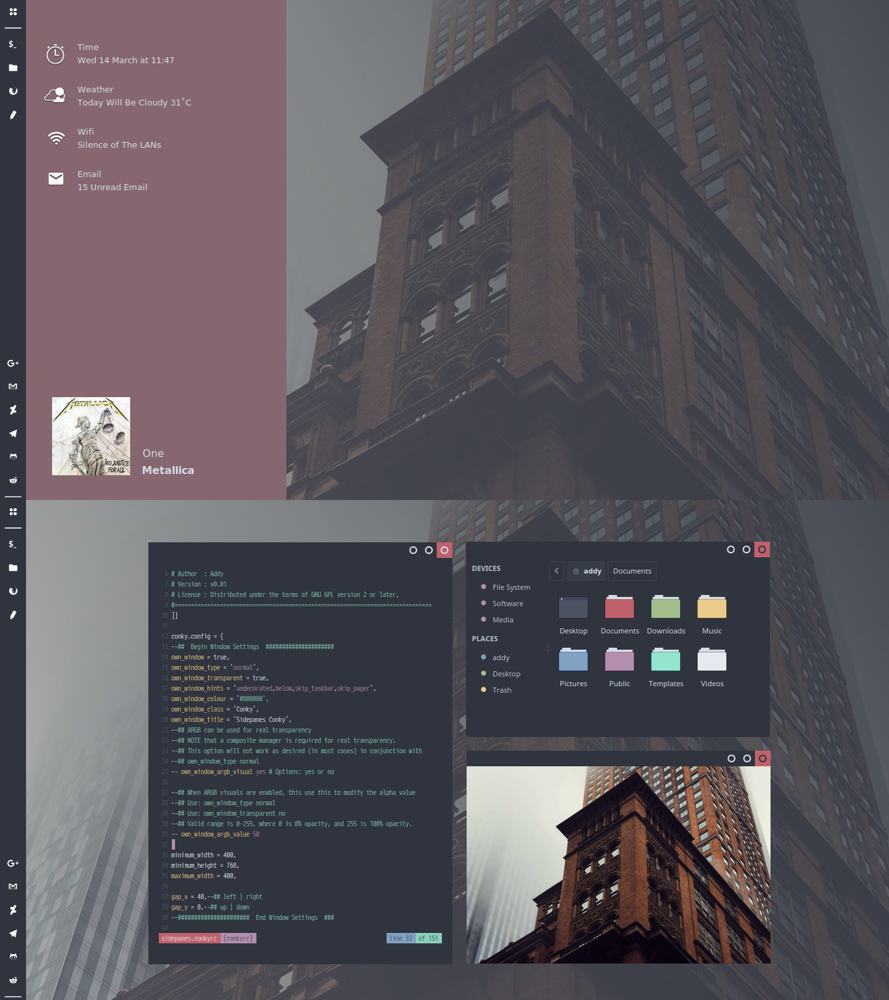 $_
Time
Wed 14 March at 11:47
Weather
Today Will Be Cloudy 31°C
Wifi
Silence of The LANs
Email
15 Unread Email
G+
METALLICA
...AND JUSTICE
FOR ALL
One
Metallica
$_
6 # Author : Addy
7 # Version : v0.01
8 # License : Distributed under the terms of GNU GPL version 2 or later,
9 #===============================================================================
10 ]]
11
12 conky.config = {
13 --## Begin Window Settings #####################
14 own_window = true,
15 own_window_type = 'normal',
16 own_window_transparent = true,
17 own_window_hints = 'undecorated,below,skip_taskbar,skip_pager',
18 own_window_colour = '#000000',
19 own_window_class = 'Conky',
20 own_window_title = 'Sidepanes Conky',
21 --## ARGB can be used for real transparency
22 --## NOTE that a composite manager is required for real transparency.
23 --## This option will not work as desired (in most cases) in conjunction with
24 --## own_window_type normal
25 -- own_window_argb_visual yes # Options: yes or no
26
27 --## When ARGB visuals are enabled, this use this to modify the alpha value
28 --## Use: own_window_type normal
29 --## Use: own_window_transparent no
30 --## Valid range is 0-255, where 0 is 0% opacity, and 255 is 100% opacity.
31 -- own_window_argb_value 50
32
33 minimum_width = 400,
34 minimum_height = 768,
35 maximum_width = 400,
36
37 gap_x = 40,--## left | right
38 gap_y = 0,--## up | down
39 --###################### End Window Settings ###
40
sidepanes.conkyrc [conkyrc] line 32 of 151
DEVICES
File System
Software
Media
PLACES
addy
Desktop
Trash
addy Documents
Desktop Documents Downloads Music
Pictures Public Templates Videos
G+